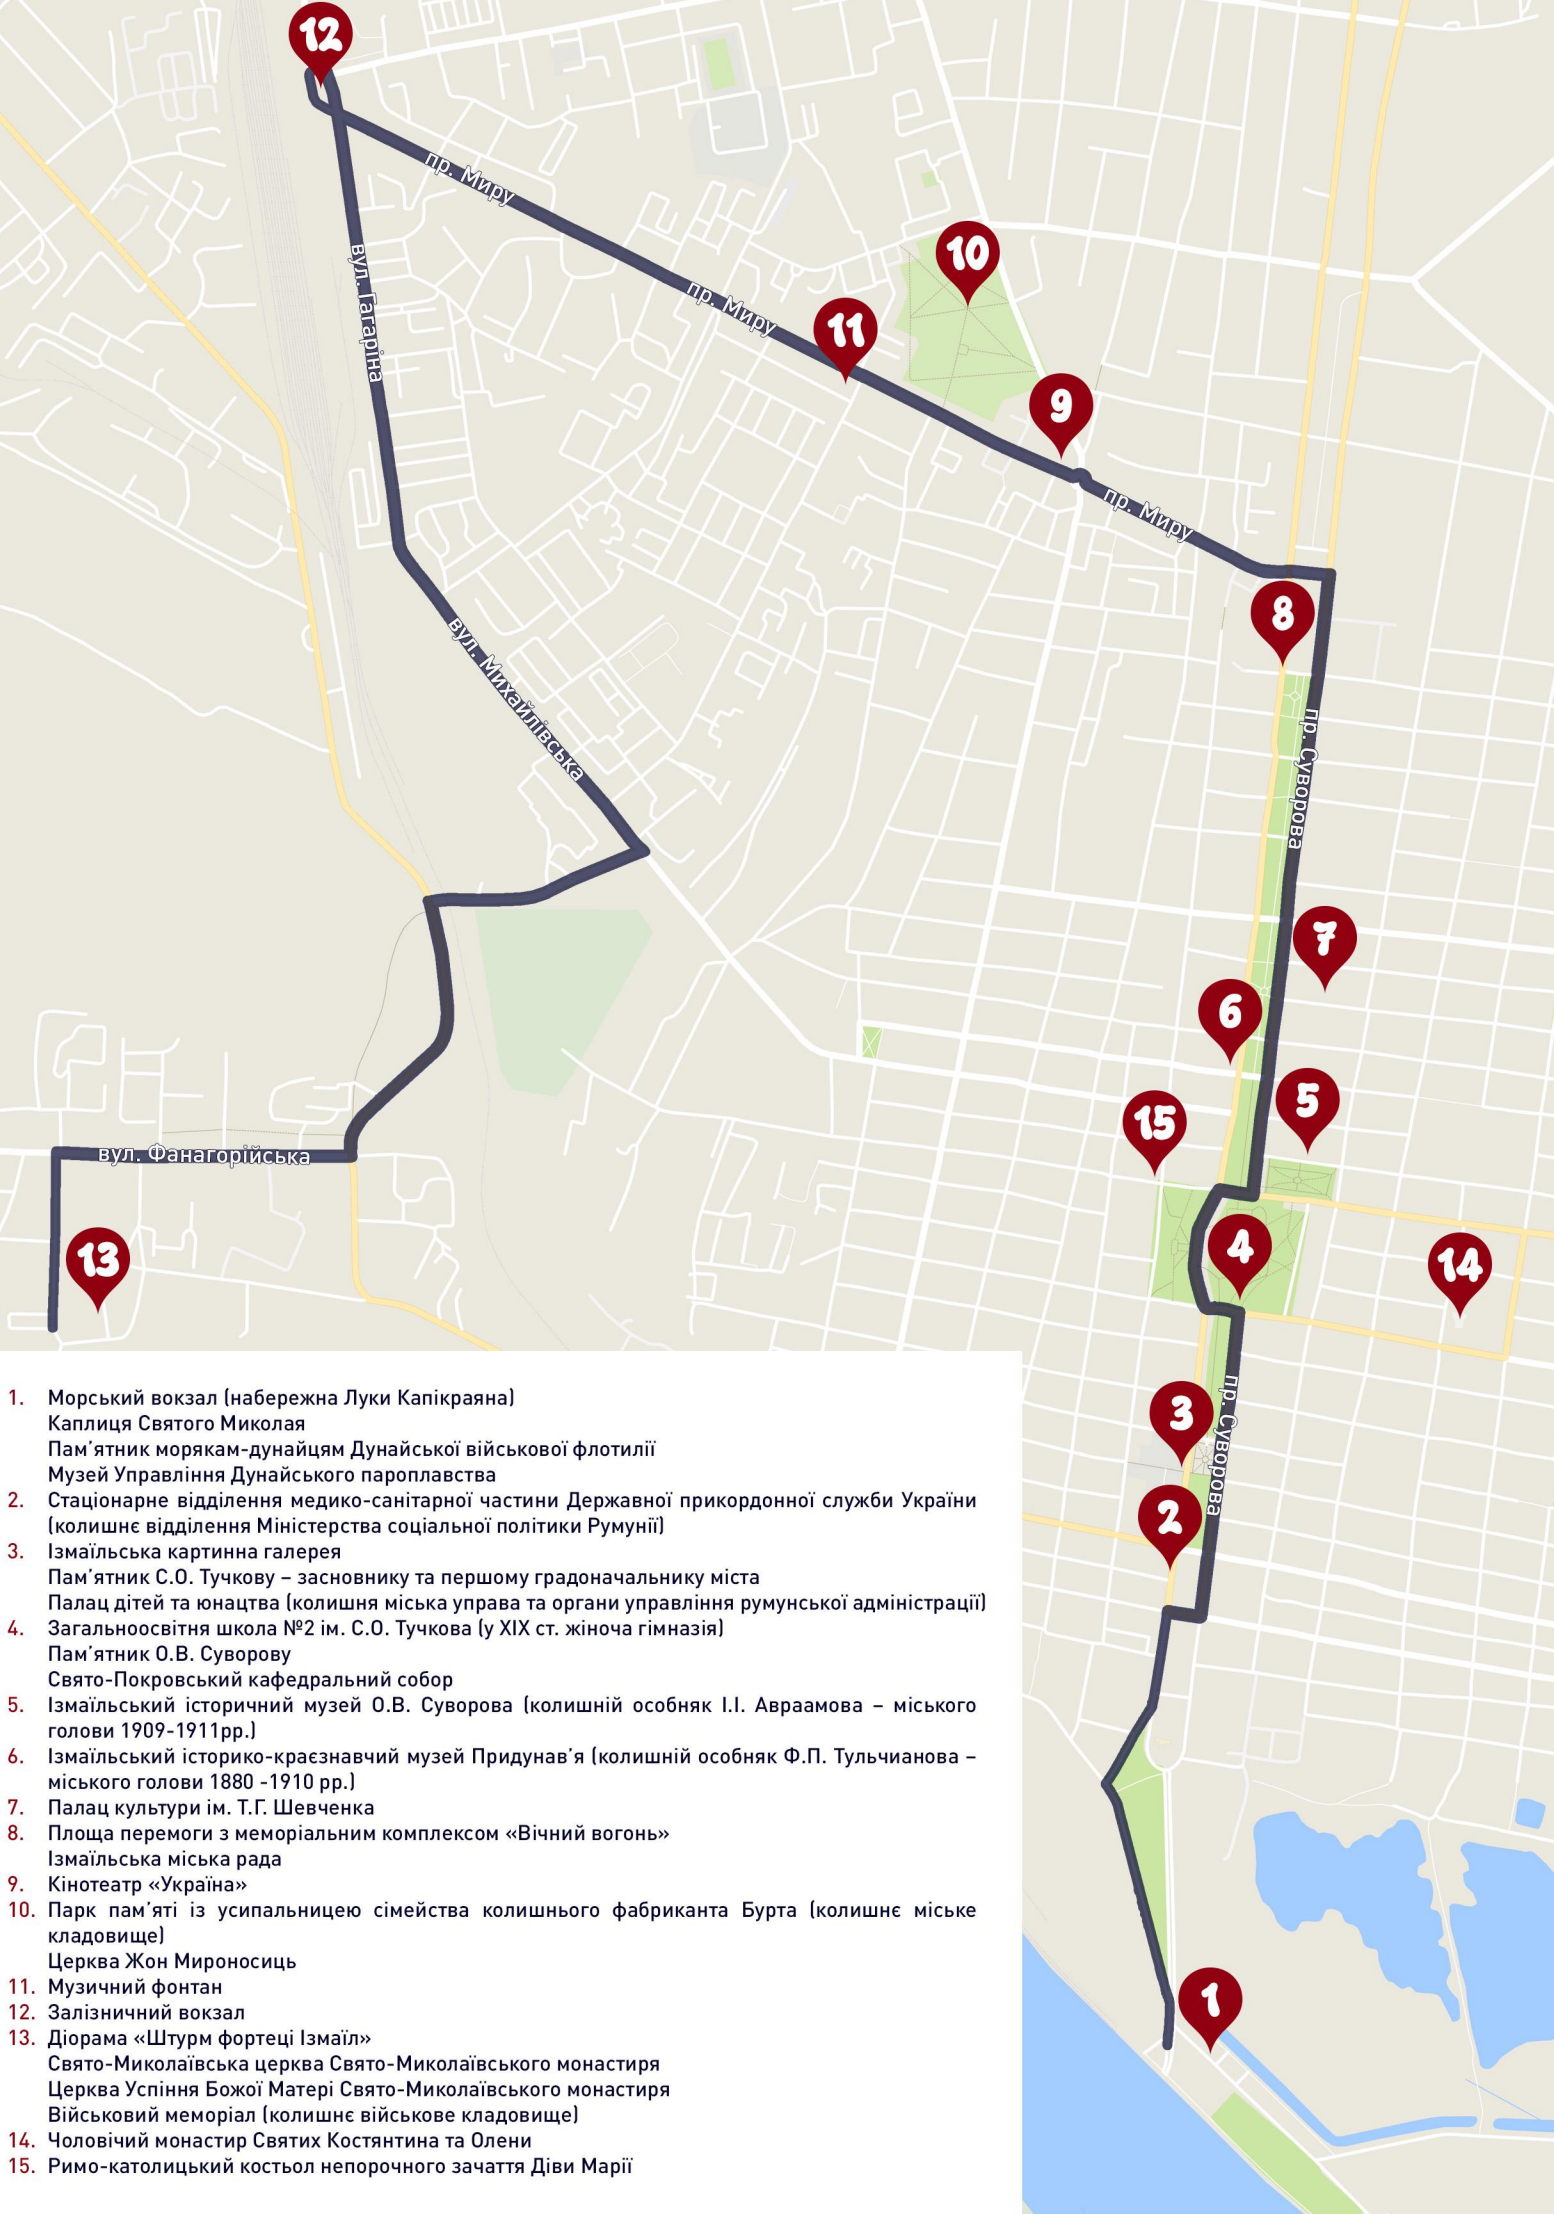 12
пр. Миру
вул. Гагаріна
10
пр. Миру
11
9
пр. Миру
8
вул. Михайлівська
пр. Суворова
7
6
5
15
вул. Фанагорійська
4
13
14
3
пр. Суворова
2
1
1. Морський вокзал (набережна Луки Капікраяна)
Каплиця Святого Миколая
Пам’ятник морякам-дунайцям Дунайської військової флотилії
Музей Управління Дунайського пароплавства
2. Стаціонарне відділення медико-санітарної частини Державної прикордонної служби України
(колишнє відділення Міністерства соціальної політики Румунії)
3. Ізмаїльська картинна галерея
Пам’ятник С.О. Тучкову – засновнику та першому градоначальнику міста
Палац дітей та юнацтва (колишня міська управа та органи управління румунської адміністрації)
4. Загальноосвітня школа №2 ім. С.О. Тучкова (у XIX ст. жіноча гімназія)
Пам’ятник О.В. Суворову
Свято-Покровський кафедральний собор
5. Ізмаїльський історичний музей О.В. Суворова (колишній особняк І.І. Авраамова – міського
голови 1909-1911рр.)
6. Ізмаїльський історико-краєзнавчий музей Придунав’я (колишній особняк Ф.П. Тульчианова –
міського голови 1880 -1910 рр.)
7. Палац культури ім. Т.Г. Шевченка
8. Площа перемоги з меморіальним комплексом «Вічний вогонь»
Ізмаїльська міська рада
9. Кінотеатр «Україна»
10. Парк пам’яті із усипальницею сімейства колишнього фабриканта Бурта (колишнє міське
кладовище)
Церква Жон Мироносиць
11. Музичний фонтан
12. Залізничний вокзал
13. Діорама «Штурм фортеці Ізмаїл»
Свято-Миколаївська церква Свято-Миколаївського монастиря
Церква Успіння Божої Матері Свято-Миколаївського монастиря
Військовий меморіал (колишнє військове кладовище)
14. Чоловічий монастир Святих Костянтина та Олени
15. Римо-католицький костьол непорочного зачаття Діви Марії